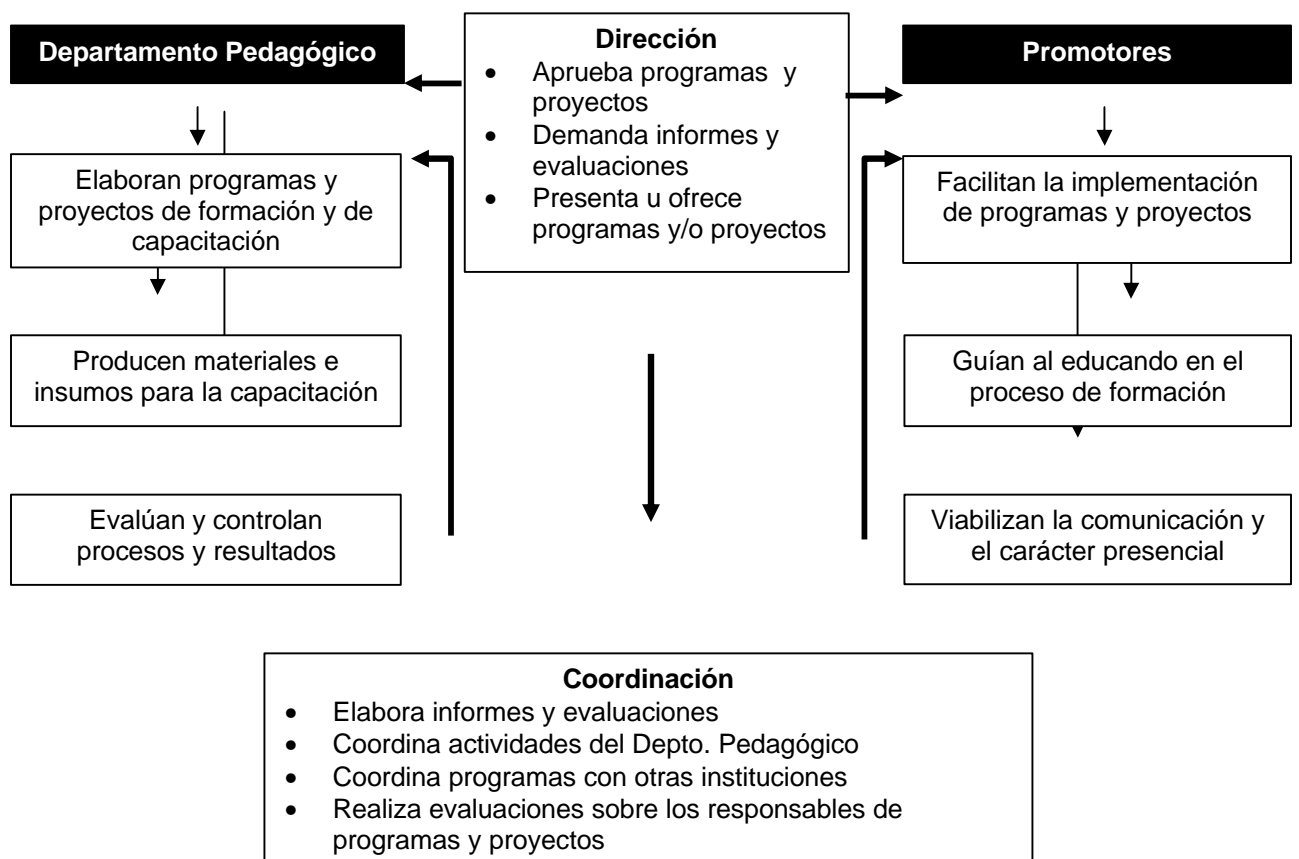 Departamento Pedagógico
Elaboran programas y
proyectos de formación y de
capacitación
Producen materiales e
insumos para la capacitación
Evalúan y controlan
procesos y resultados
Dirección
• Aprueba programas y
proyectos
• Demanda informes y
evaluaciones
• Presenta u ofrece
programas y/o proyectos
Promotores
Facilitan la implementación
de programas y proyectos
Guían al educando en el
proceso de formación
Viabilizan la comunicación y
el carácter presencial
Coordinación
• Elabora informes y evaluaciones
• Coordina actividades del Depto. Pedagógico
• Coordina programas con otras instituciones
• Realiza evaluaciones sobre los responsables de
programas y proyectos